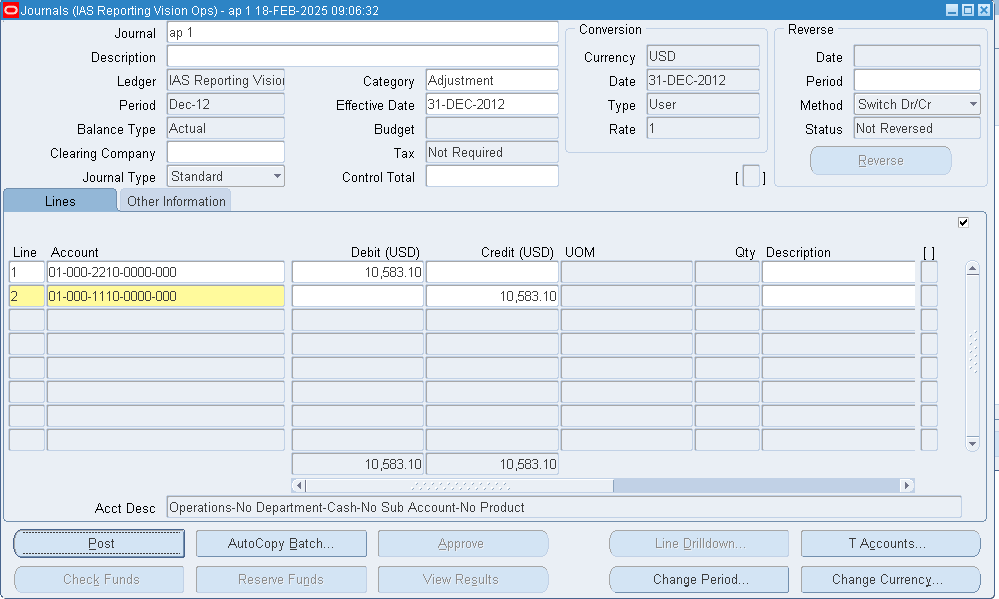 Journals (IAS Reporting Vision Ops) - ap 1 18-FEB-2025 09:06:32
Journal ap 1
Description
Ledger IAS Reporting Vision
Category Adjustment
Period Dec-12
Effective Date 31-DEC-2012
Balance Type Actual
Budget
Clearing Company
Tax Not Required
Journal Type Standard
Control Total
Conversion
Currency USD
Date 31-DEC-2012
Type User
Rate 1
[ ]
Reverse
Date
Period
Method Switch Dr/Cr
Status Not Reversed
Reverse
Lines Other Information
Line Account Debit (USD) Credit (USD) UOM Qty Description [ ]
1 01-000-2210-0000-000 10,583.10
2 01-000-1110-0000-000 10,583.10
10,583.10 10,583.10
Acct Desc Operations-No Department-Cash-No Sub Account-No Product
Post AutoCopy Batch... Approve Line Drilldown... T Accounts...
Check Funds Reserve Funds View Results Change Period... Change Currency...